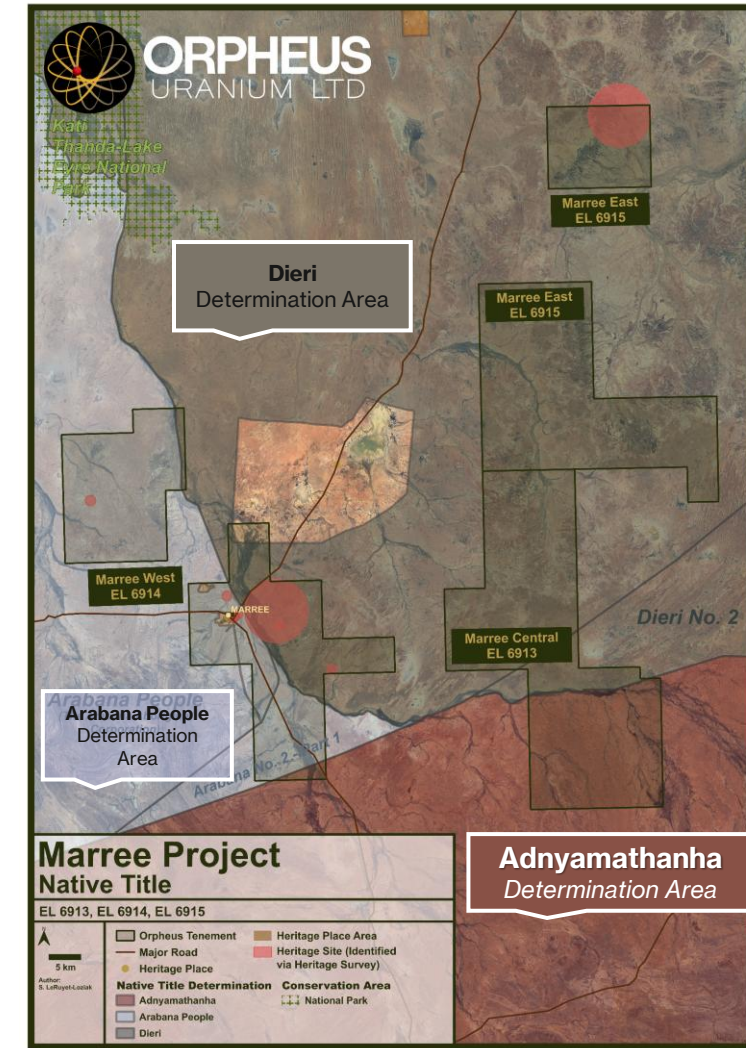 ORPHEUS
URANIUM LTD
Kati
Thanda-Lake
Eyre National
Park
Marree East
EL 6915
Dieri
Determination Area
Marree East
EL 6915
Marree West
EL 6914
MARREE
Dieri No. 2
Marree Central
EL 6913
Arabana People
Arabana People
Determination
Area
Arabana No. 2 - Part 1
Marree Project
Native Title
EL 6913, EL 6914, EL 6915
Adnyamathanha
Determination Area
N
5 km
Author:
S. LeRuyet-Loziak
Orpheus Tenement
Major Road
Heritage Place
Heritage Place Area
Heritage Site (Identified
via Heritage Survey)
Native Title Determination
Adnyamathanha
Arabana People
Dieri
Conservation Area
National Park